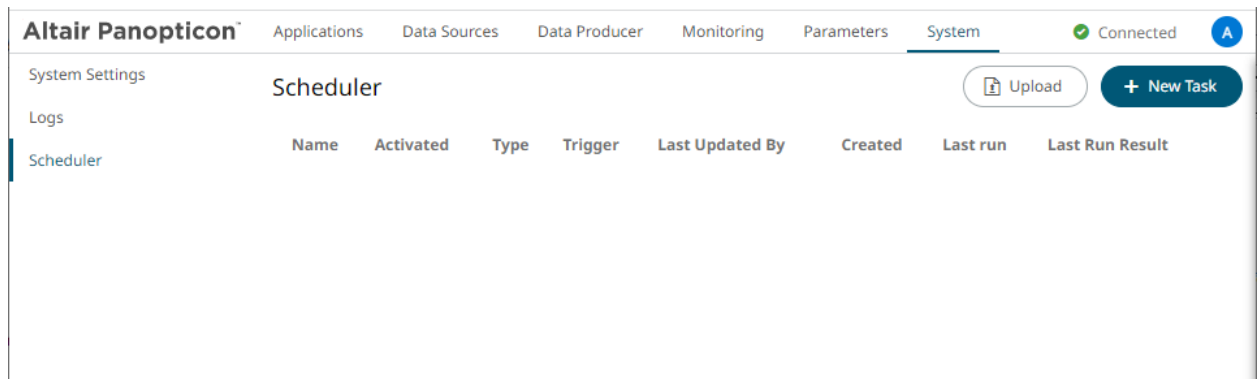 Altair Panopticon™ Applications Data Sources Data Producer Monitoring Parameters System Connected A
System Settings
Logs
Scheduler
Scheduler
Upload + New Task
Name Activated Type Trigger Last Updated By Created Last run Last Run Result